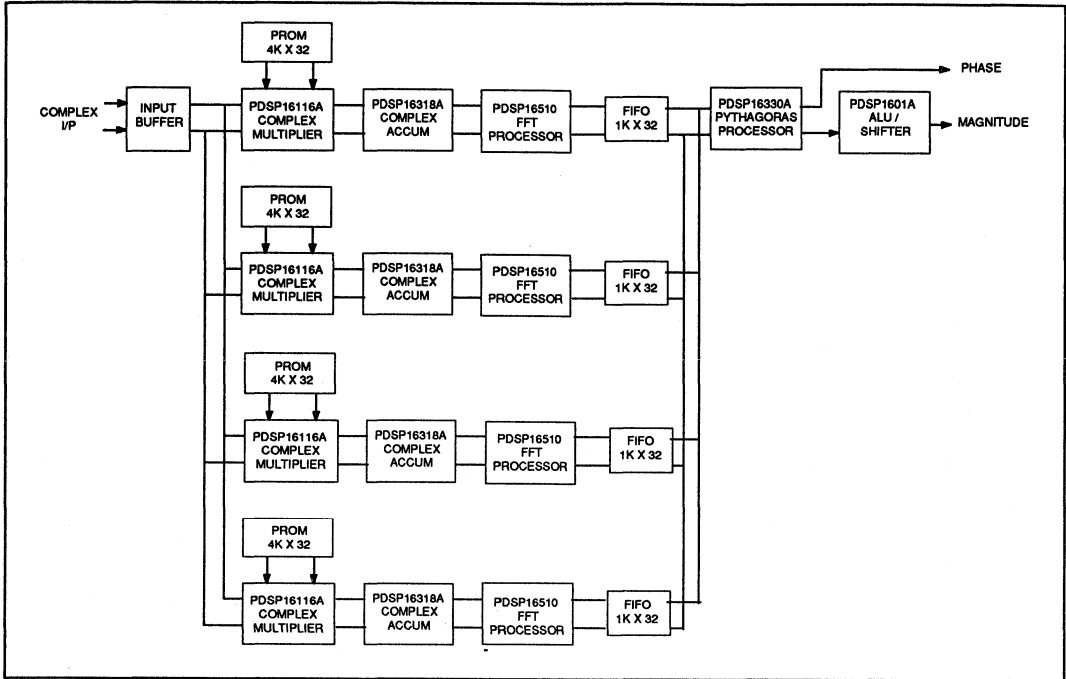 PROM
4K X 32
PHASE
COMPLEX
I/P
INPUT
BUFFER
PDSP16116A
COMPLEX
MULTIPLIER
PDSP16318A
COMPLEX
ACCUM
PDSP16510
FFT
PROCESSOR
FIFO
1K X 32
PDSP16330A
PYTHAGORAS
PROCESSOR
PDSP1601A
ALU /
SHIFTER
MAGNITUDE
PROM
4K X 32
PDSP16116A
COMPLEX
MULTIPLIER
PDSP16318A
COMPLEX
ACCUM
PDSP16510
FFT
PROCESSOR
FIFO
1K X 32
PROM
4K X 32
PDSP16116A
COMPLEX
MULTIPLIER
PDSP16318A
COMPLEX
ACCUM
PDSP16510
FFT
PROCESSOR
FIFO
1K X 32
PROM
4K X 32
PDSP16116A
COMPLEX
MULTIPLIER
PDSP16318A
COMPLEX
ACCUM
PDSP16510
FFT
PROCESSOR
FIFO
1K X 32